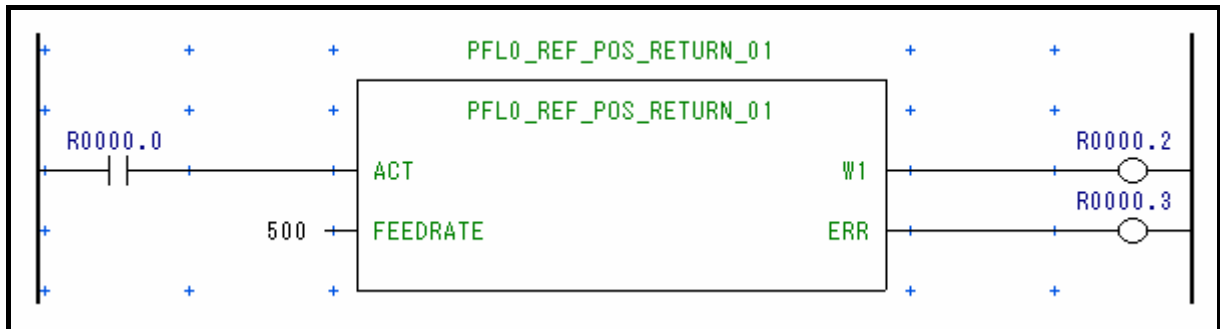 PFL0_REF_POS_RETURN_01
PFL0_REF_POS_RETURN_01
R0000.0
R0000.2
ACT
W1
R0000.3
500
FEEDRATE
ERR